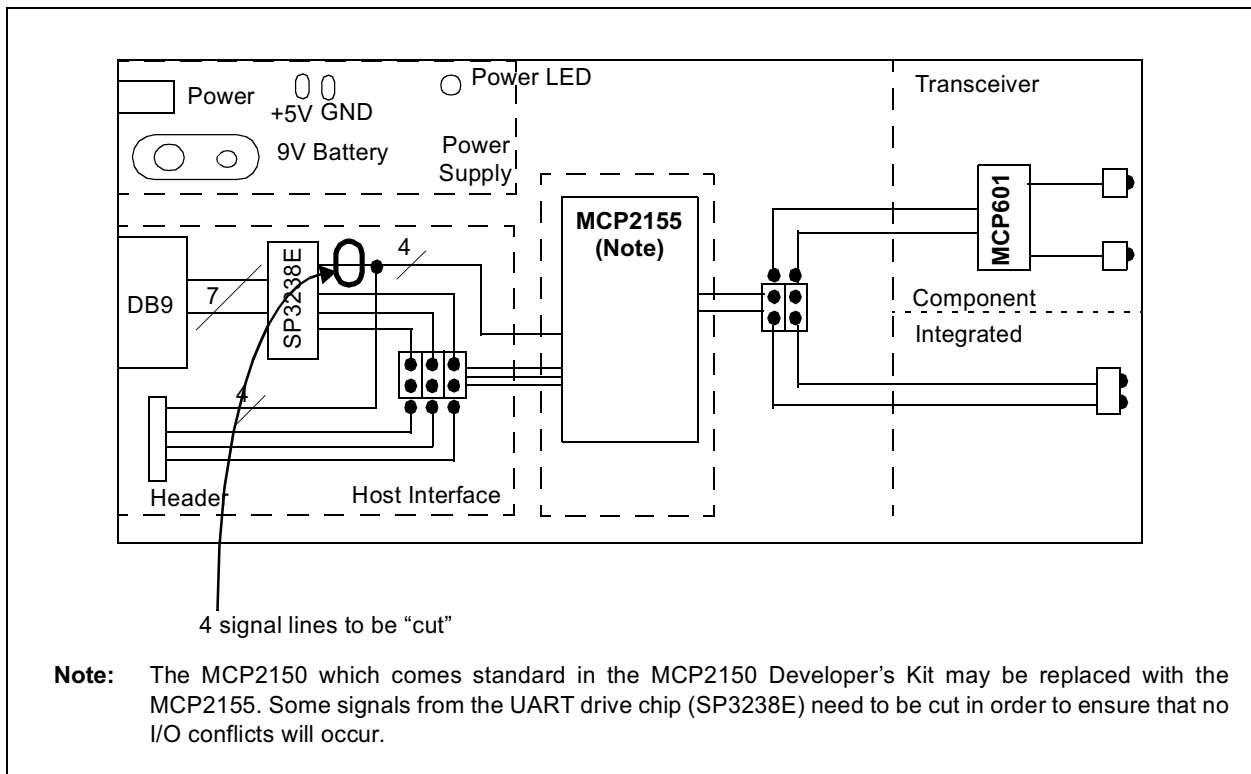 Power
+5V GND
Power LED
9V Battery
Power
Supply
Transceiver
MCP2155
(Note)
MCP601
4
DB9
7
SP3238E
Component
Integrated
4
Header
Host Interface
4 signal lines to be “cut”
Note: The MCP2150 which comes standard in the MCP2150 Developer’s Kit may be replaced with the
MCP2155. Some signals from the UART drive chip (SP3238E) need to be cut in order to ensure that no
I/O conflicts will occur.